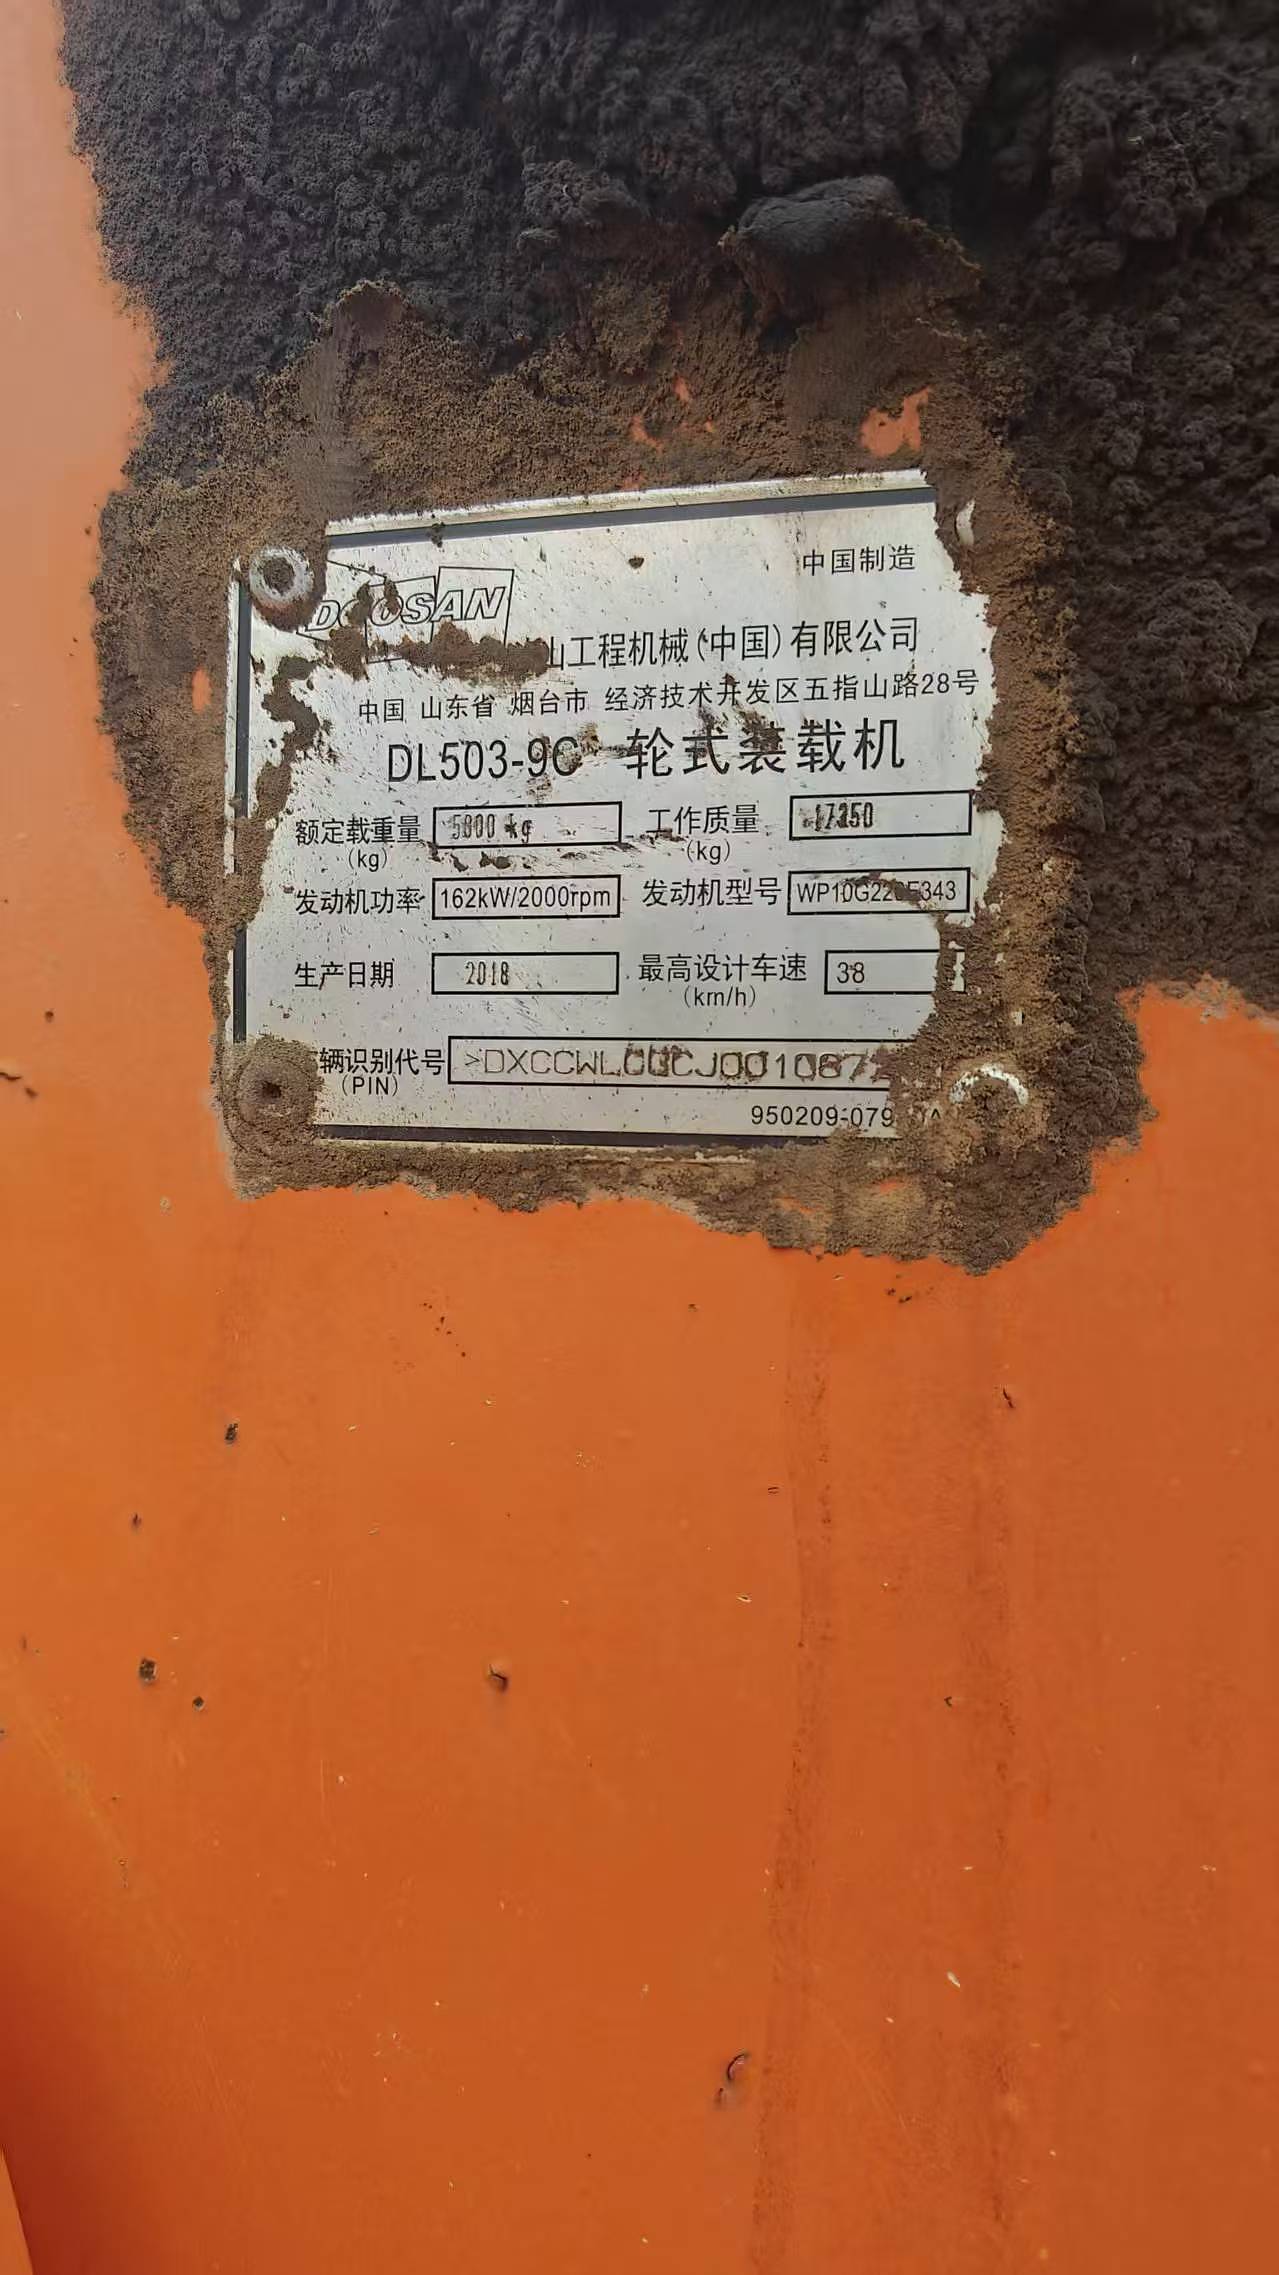 中国制造
DOOSAN
山工程机械(中国)有限公司
中国 山东省 烟台市 经济技术开发区五指山路28号
DL503-9C 轮式装载机
额定载重量 kg 工作质量
(kg) (kg)
发动机功率 162kW/2000rpm 发动机型号
生产日期 2018 最高设计车速 38
(km/h)
辆识别代号
(PIN)